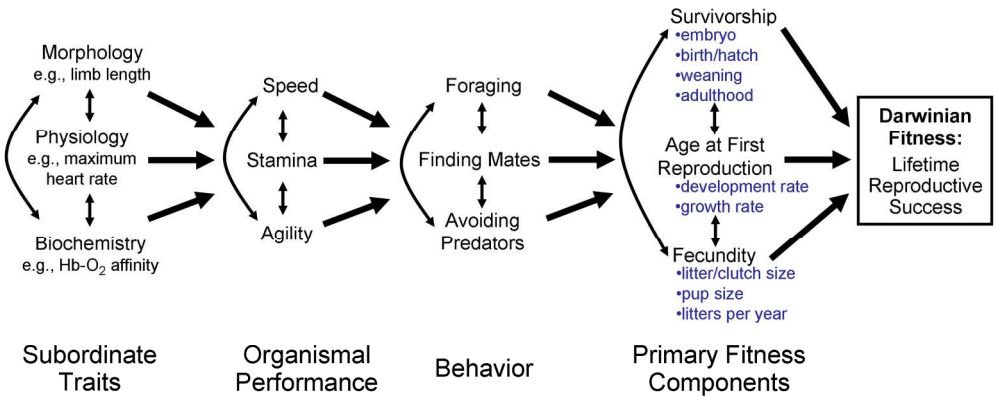 Morphology
e.g., limb length
Physiology
e.g., maximum
heart rate
Biochemistry
e.g., Hb-O₂ affinity
Subordinate
Traits
Speed
Stamina
Agility
Organismal
Performance
Foraging
Finding Mates
Avoiding
Predators
Behavior
Survivorship
•embryo
•birth/hatch
•weaning
•adulthood
Age at First
Reproduction
•development rate
•growth rate
Fecundity
•litter/clutch size
•pup size
•litters per year
Primary Fitness
Components
Darwinian
Fitness:
Lifetime
Reproductive
Success